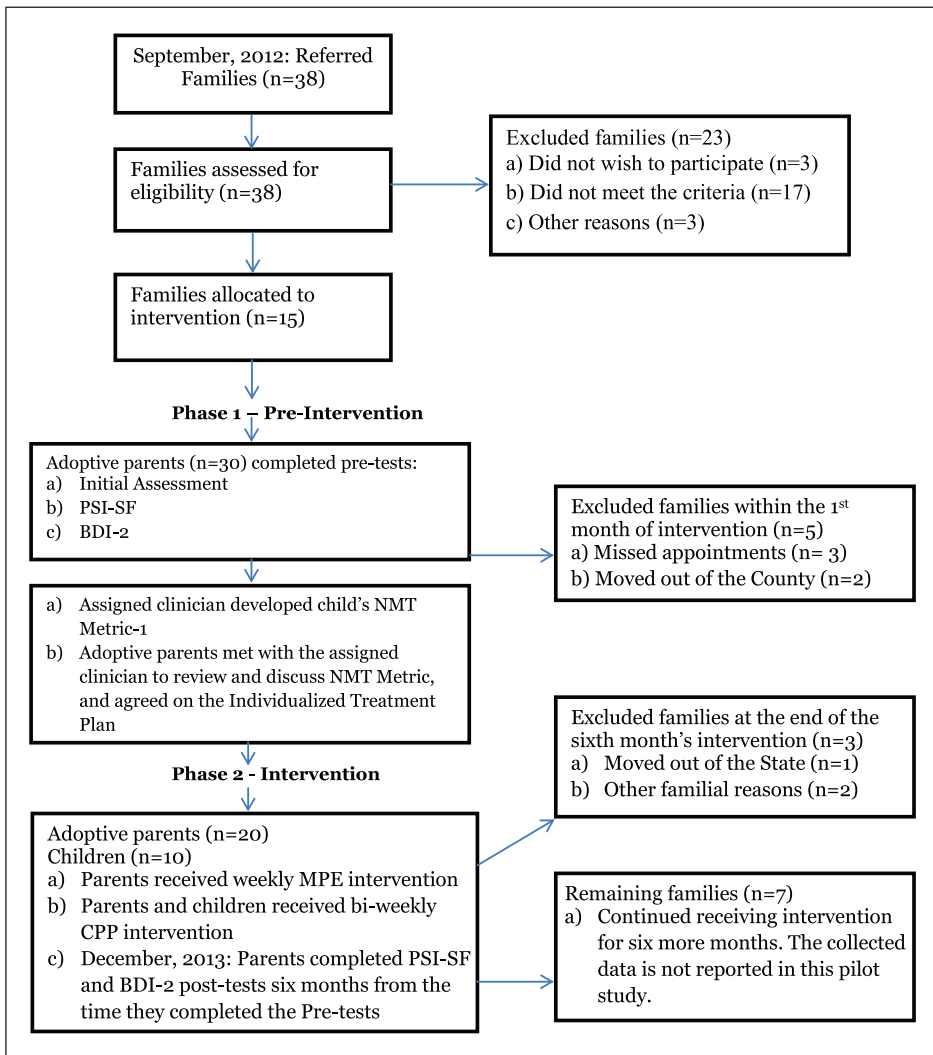 September, 2012: Referred
Families (n=38)
Families assessed for
eligibility (n=38)
Excluded families (n=23)
a) Did not wish to participate (n=3)
b) Did not meet the criteria (n=17)
c) Other reasons (n=3)
Families allocated to
intervention (n=15)
Phase 1 – Pre-Intervention
Adoptive parents (n=30) completed pre-tests:
a) Initial Assessment
b) PSI-SF
c) BDI-2
Excluded families within the 1st
month of intervention (n=5)
a) Missed appointments (n= 3)
b) Moved out of the County (n=2)
a) Assigned clinician developed child's NMT
Metric-1
b) Adoptive parents met with the assigned
clinician to review and discuss NMT Metric,
and agreed on the Individualized Treatment
Plan
Excluded families at the end of the
sixth month's intervention (n=3)
a) Moved out of the State (n=1)
b) Other familial reasons (n=2)
Phase 2 - Intervention
Adoptive parents (n=20)
Children (n=10)
a) Parents received weekly MPE intervention
b) Parents and children received bi-weekly
CPP intervention
c) December, 2013: Parents completed PSI-SF
and BDI-2 post-tests six months from the
time they completed the Pre-tests
Remaining families (n=7)
a) Continued receiving intervention
for six more months. The collected
data is not reported in this pilot
study.